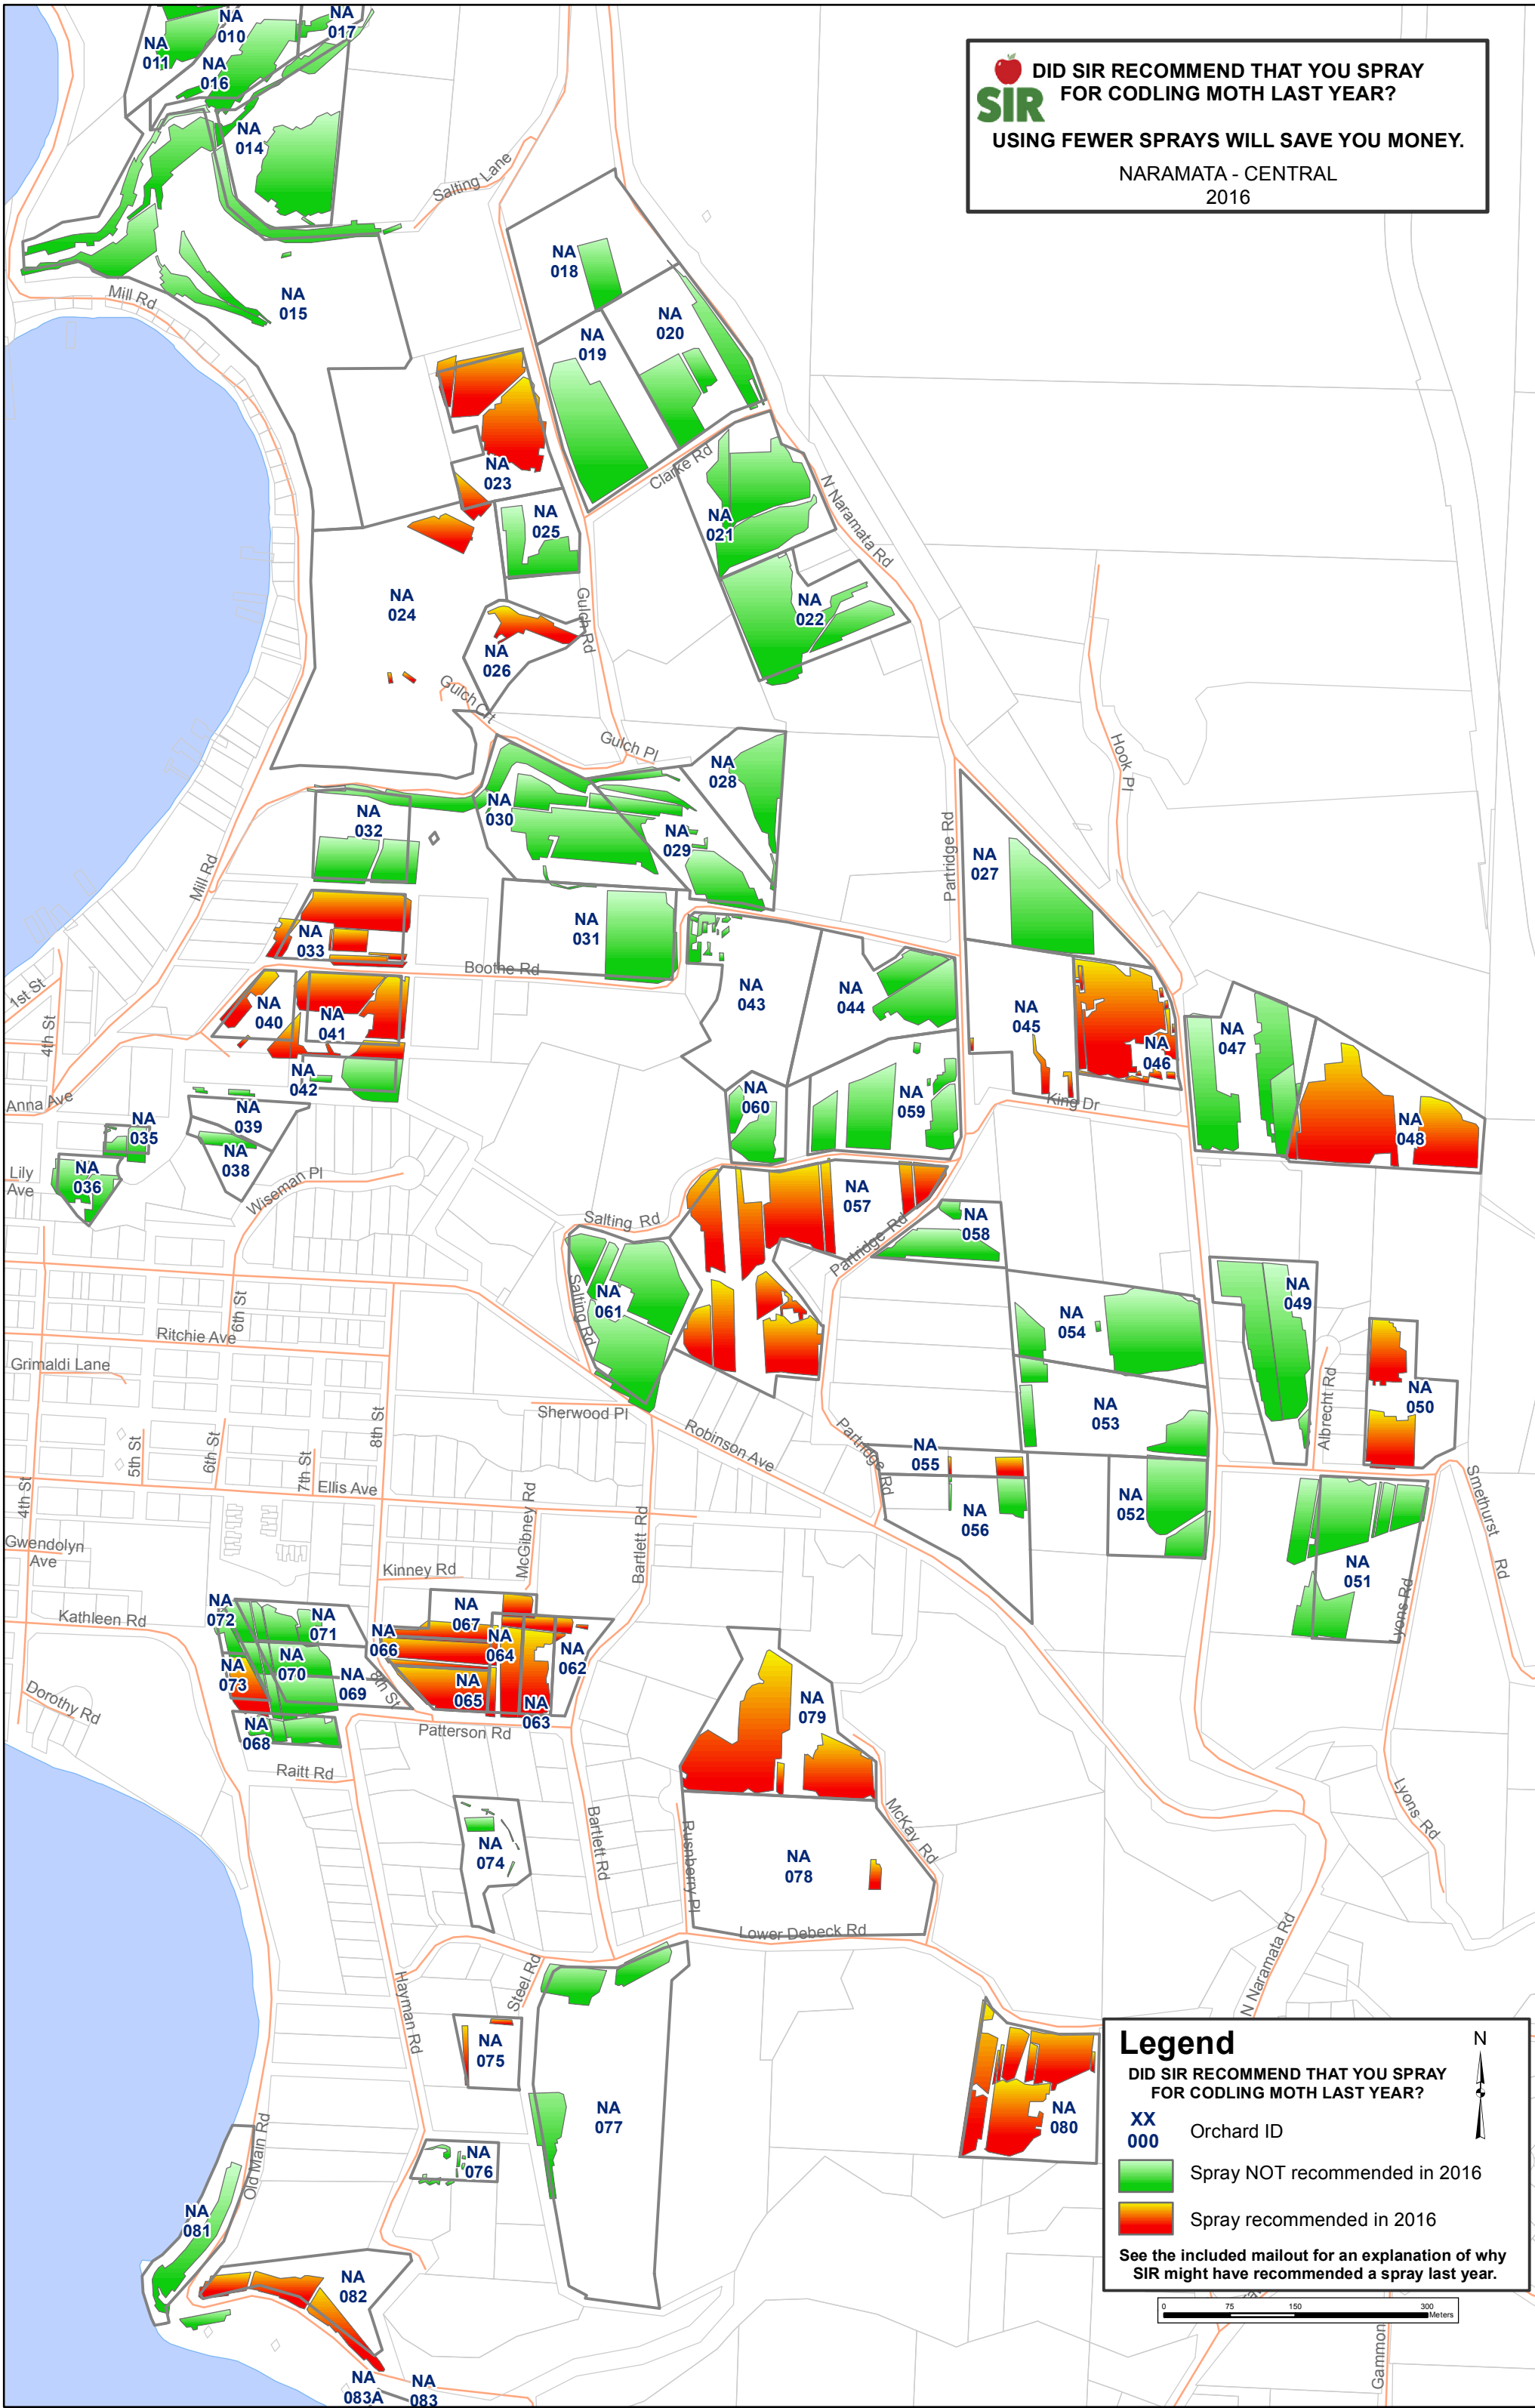 DID SIR RECOMMEND THAT YOU SPRAY
FOR CODLING MOTH LAST YEAR?
SIR
USING FEWER SPRAYS WILL SAVE YOU MONEY.
NARAMATA - CENTRAL
2016
NA
010
NA
017
NA
011
NA
016
NA
014
Salting Lane
NA
018
NA
015
Mill Rd
NA
020
NA
019
NA
023
Clarke Rd
N Naramata Rd
NA
025
NA
021
NA
024
NA
022
Gulch Rd
NA
026
Gulch Crt
Gulch Pl
Hook Pl
NA
028
NA
030
NA
032
NA
029
Mill Rd
Partridge Rd
NA
027
NA
031
NA
033
Boothe Rd
1st St
4th St
NA
040
NA
041
NA
043
NA
044
NA
045
NA
046
NA
047
NA
042
Anna Ave
NA
039
NA
035
NA
038
NA
036
Lily
Ave
Wiseman Pl
NA
060
NA
059
King Dr
NA
048
NA
057
Salting Rd
NA
058
Partridge Rd
Salting Rd
NA
061
NA
049
NA
054
6th St
Ritchie Ave
Grimaldi Lane
NA
050
Albrecht Rd
NA
053
Sherwood Pl
8th St
Robinson Ave
Partridge Rd
5th St
6th St
7th St
4th St
Ellis Ave
NA
055
NA
056
NA
052
Smethurst Rd
McGibney Rd
Bartlett Rd
Gwendolyn
Ave
NA
051
Lyons Rd
Kinney Rd
Kathleen Rd
NA
072
NA
071
NA
067
NA
066
NA
064
NA
062
NA
070
NA
073
NA
069
8th St
NA
065
NA
063
Dorothy Rd
NA
068
Patterson Rd
NA
079
Raitt Rd
Lyons Rd
McKay Rd
NA
074
Bartlett Rd
Rushberry Pl
NA
078
Lower Debeck Rd
N Naramata Rd
Steel Rd
Hayman Rd
NA
075
NA
077
NA
080
Old Main Rd
NA
076
NA
081
NA
082
NA
083A
NA
083
Gammon
Legend
N
DID SIR RECOMMEND THAT YOU SPRAY
FOR CODLING MOTH LAST YEAR?
XX
000
Orchard ID
Spray NOT recommended in 2016
Spray recommended in 2016
See the included mailout for an explanation of why
SIR might have recommended a spray last year.
0 75 150 300
Meters